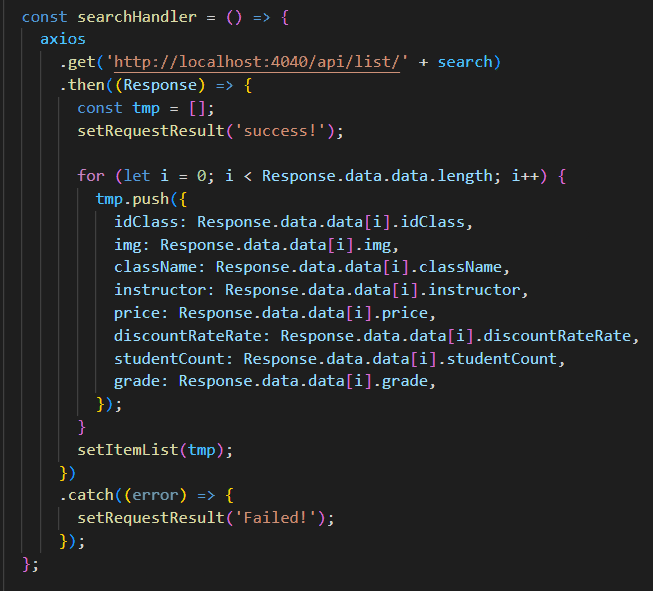 const searchHandler = () => {
axios
.get('http://localhost:4040/api/list/' + search)
.then((Response) => {
const tmp = [];
setRequestResult('success!');
for (let i = 0; i < Response.data.data.length; i++) {
tmp.push({
idClass: Response.data.data[i].idClass,
img: Response.data.data[i].img,
className: Response.data.data[i].className,
instructor: Response.data.data[i].instructor,
price: Response.data.data[i].price,
discountRateRate: Response.data.data[i].discountRateRate,
studentCount: Response.data.data[i].studentCount,
grade: Response.data.data[i].grade,
});
}
setItemList(tmp);
})
.catch((error) => {
setRequestResult('Failed!');
});
};